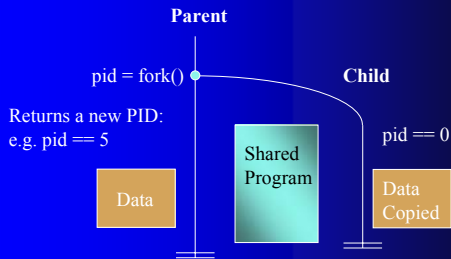 Parent
pid = fork()
Child
Returns a new PID:
e.g. pid == 5
pid == 0
Shared
Program
Data
Data
Copied